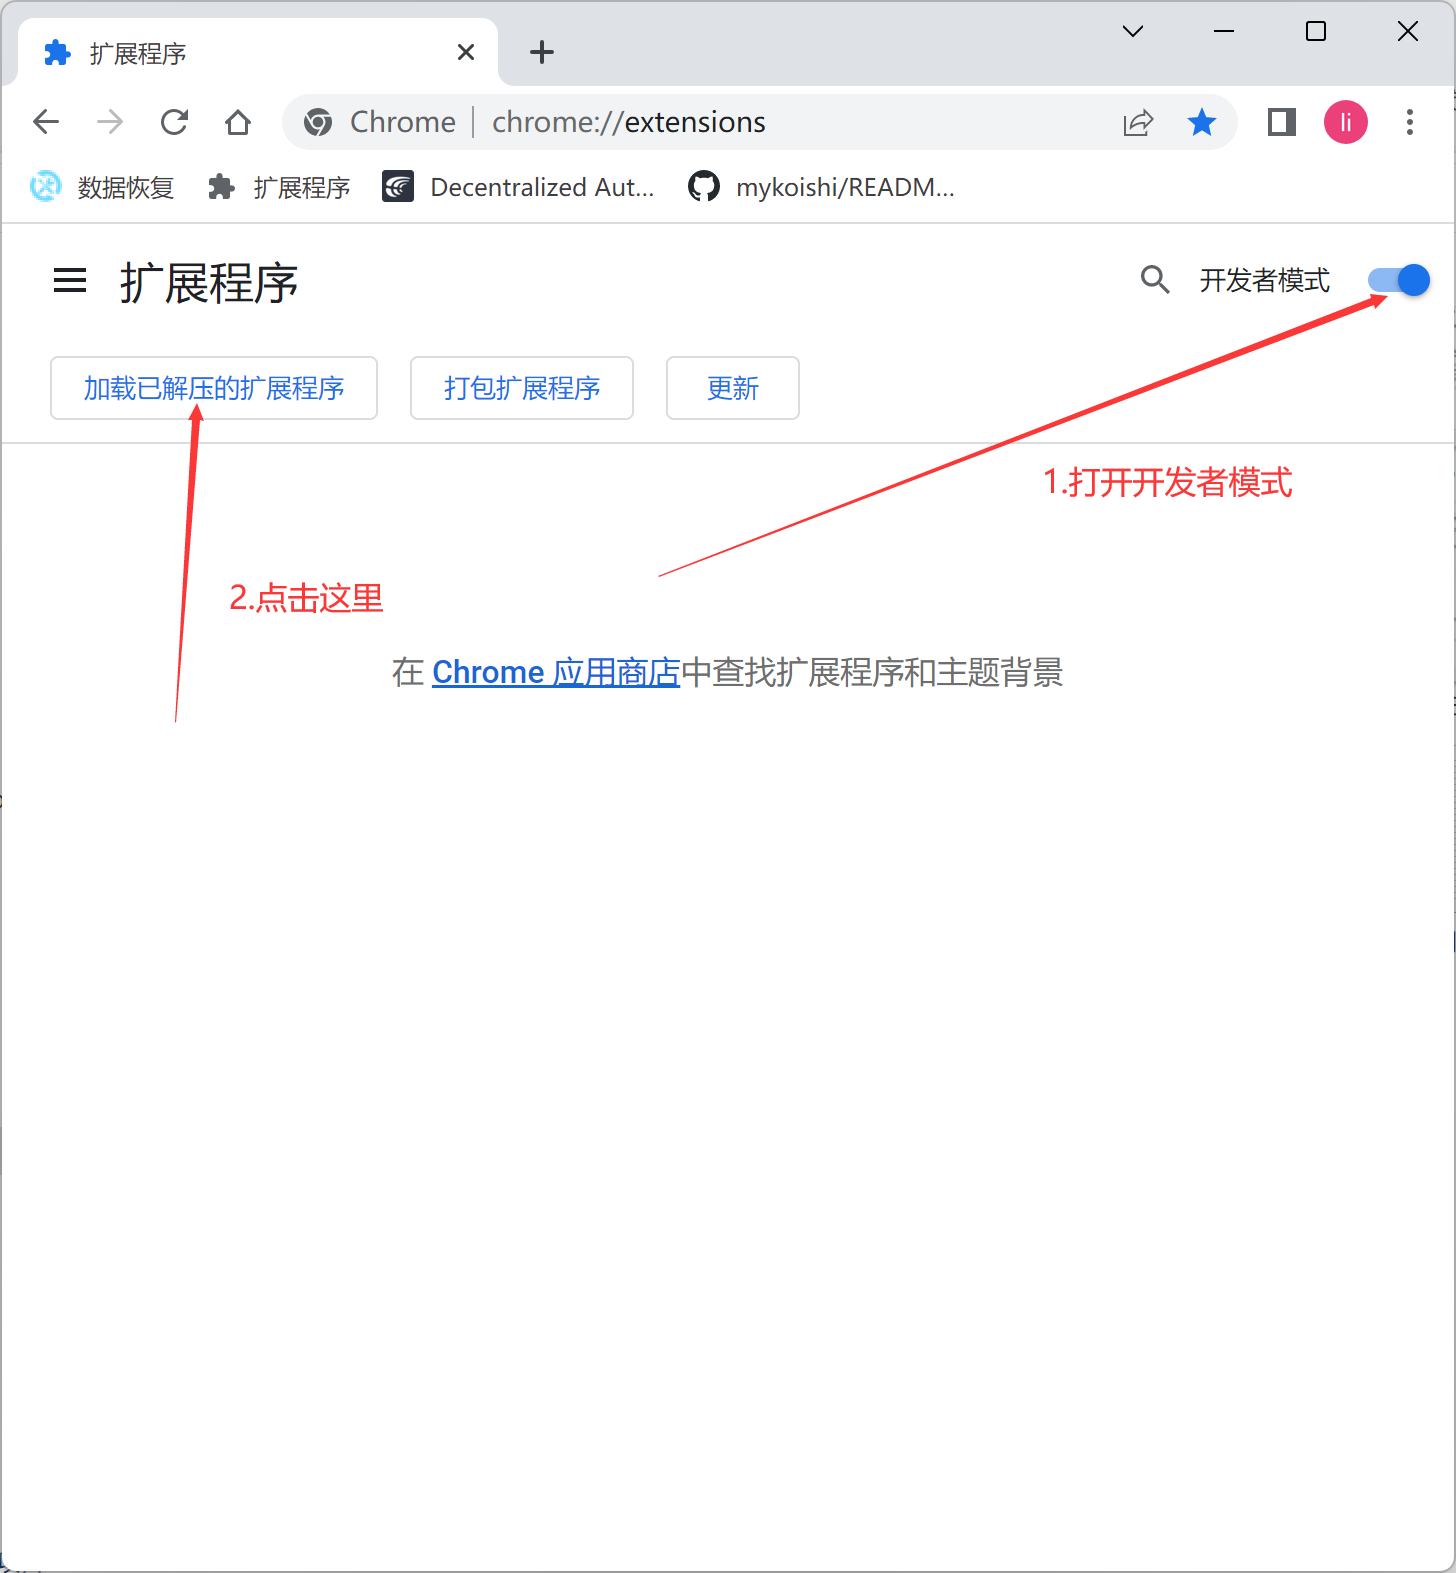 扩展程序
Chrome | chrome://extensions
li
数据恢复 扩展程序 Decentralized Aut... mykoishi/READM...
扩展程序 开发者模式
加载已解压的扩展程序 打包扩展程序 更新
1.打开开发者模式
2.点击这里
在 Chrome 应用商店中查找扩展程序和主题背景